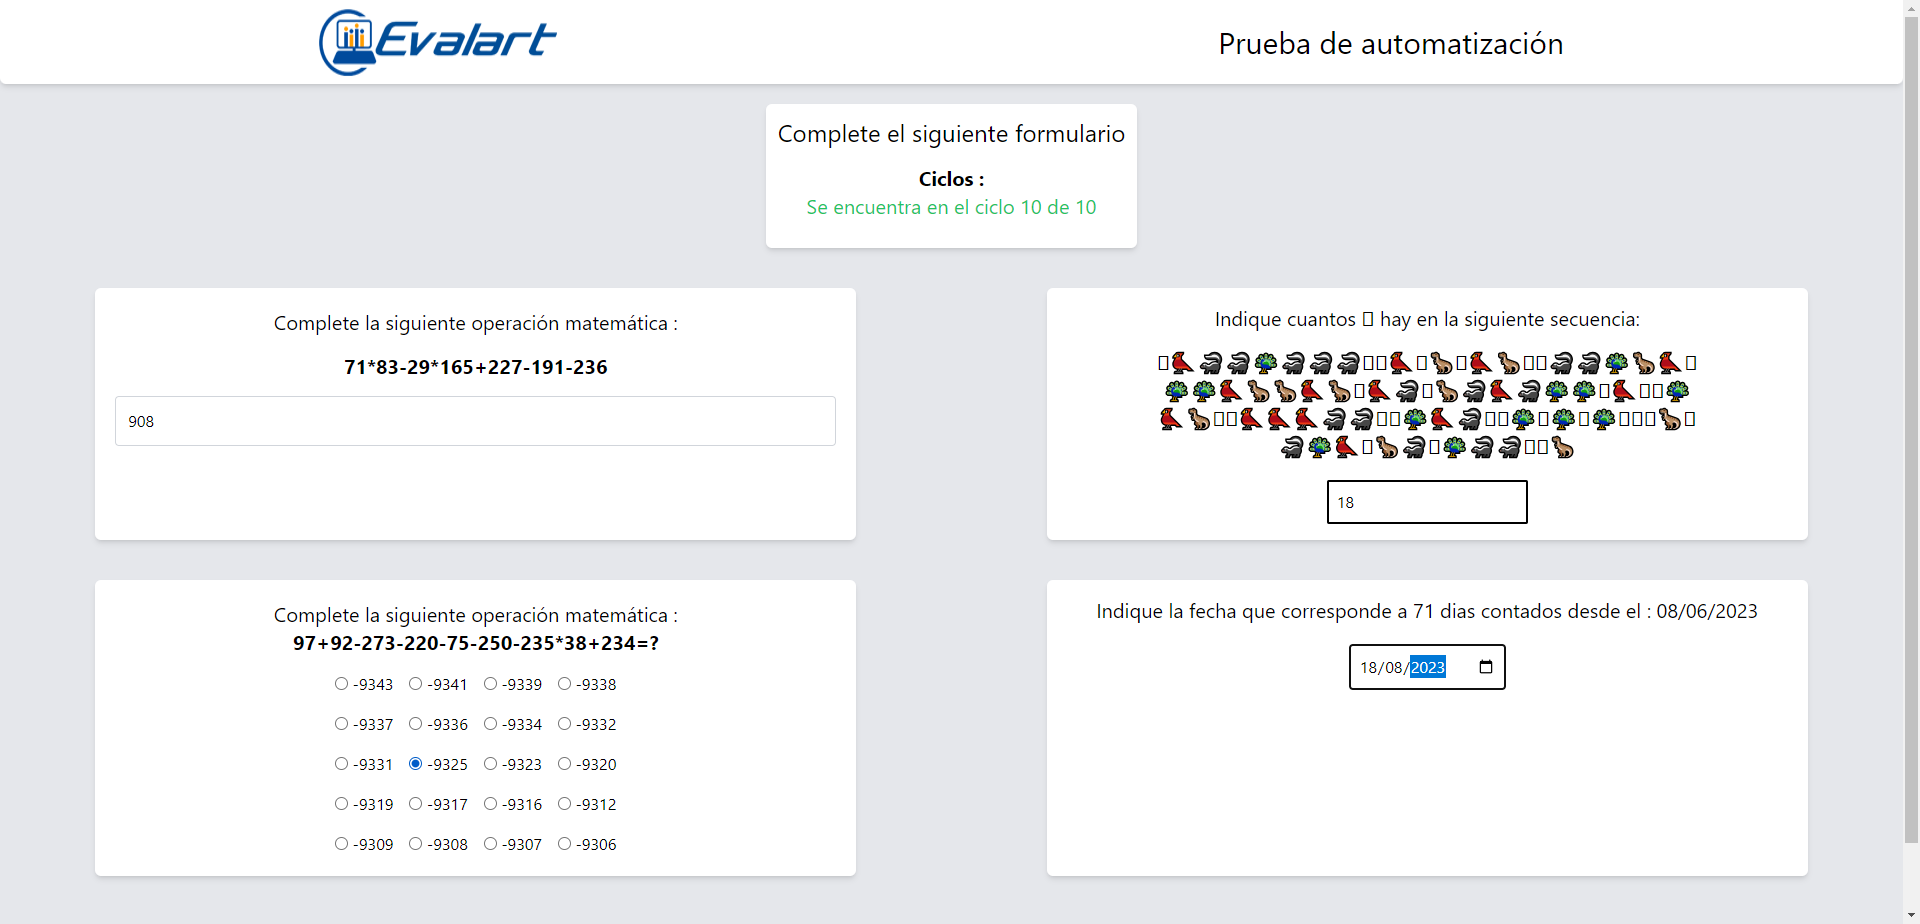 Evalart
Prueba de automatización
Complete el siguiente formulario
Ciclos :
Se encuentra en el ciclo 10 de 10
Complete la siguiente operación matemática :
71*83-29*165+227-191-236
908
Indique cuantos 🦤 hay en la siguiente secuencia:
18
Complete la siguiente operación matemática :
97+92-273-220-75-250-235*38+234=?
-9343 -9341 -9339 -9338
-9337 -9336 -9334 -9332
-9331 -9325 -9323 -9320
-9319 -9317 -9316 -9312
-9309 -9308 -9307 -9306
Indique la fecha que corresponde a 71 dias contados desde el : 08/06/2023
18/08/2023